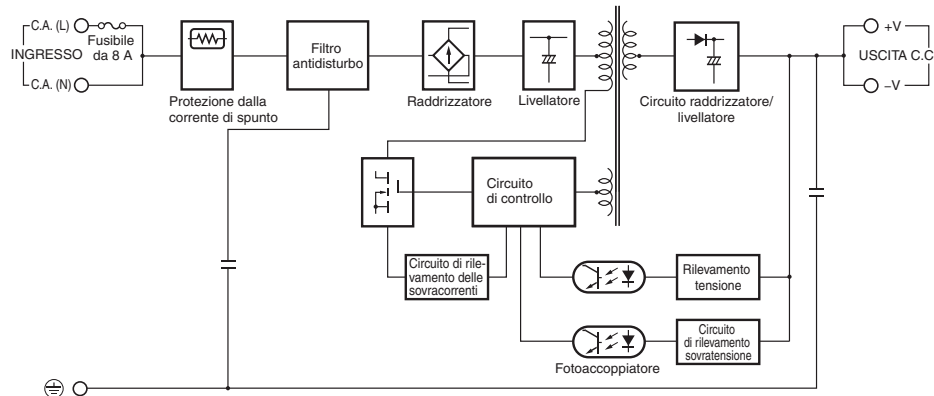 C.A. (L)
Fusibile
da 8 A
INGRESSO
C.A. (N)
Protezione dalla
corrente di spunto
Filtro
antidisturbo
Raddrizzatore
Livellatore
Circuito raddrizzatore/
livellatore
+V
USCITA C.C
–V
Circuito
di controllo
Circuito di rile-
vamento delle
sovracorrenti
Rilevamento
tensione
Circuito
di rilevamento
sovratensione
Fotoaccoppiatore